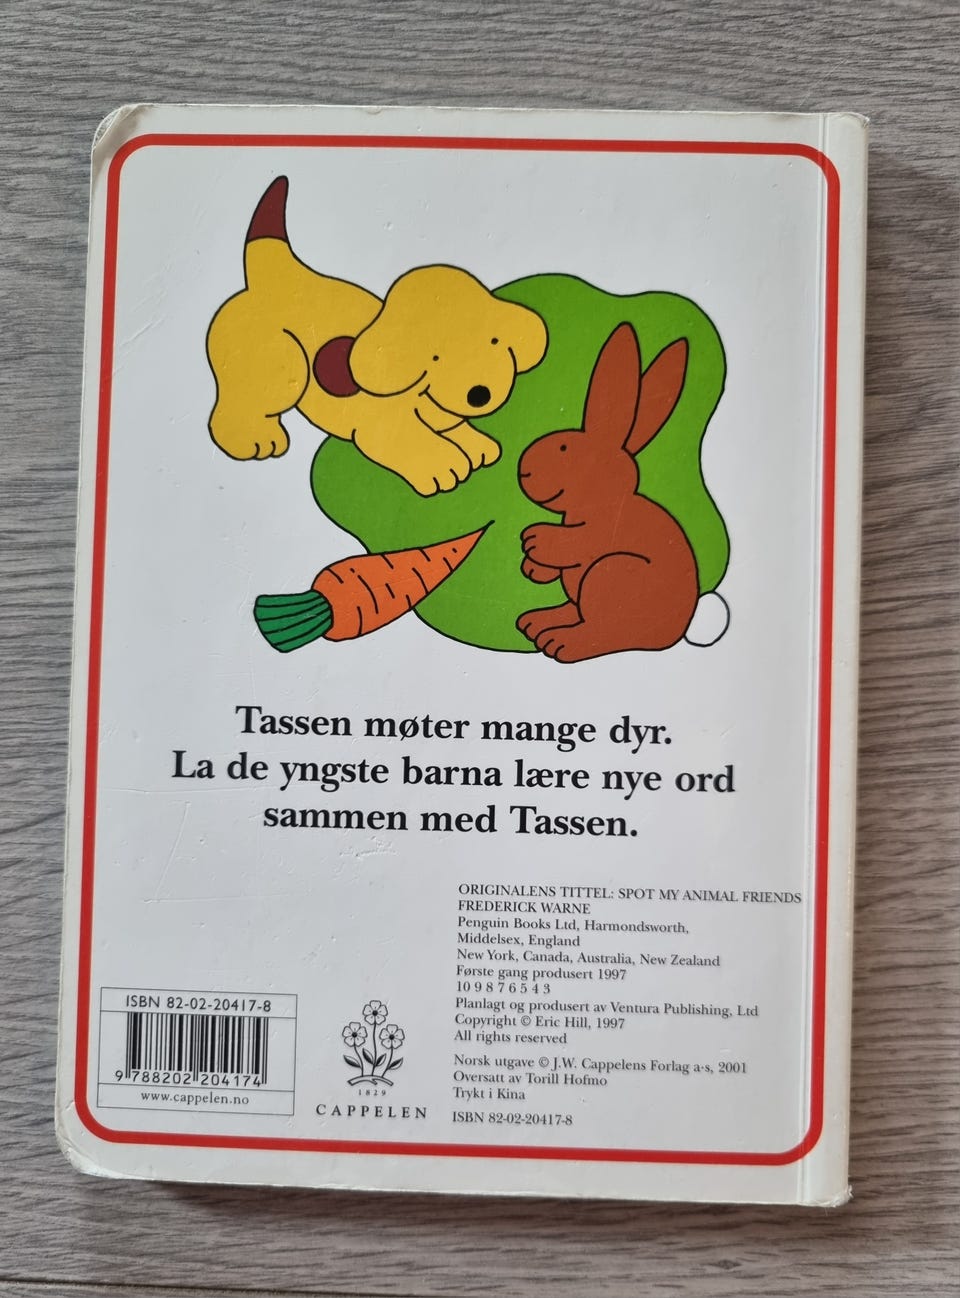 Tassen møter mange dyr.
La de yngste barna lære nye ord
sammen med Tassen.
ORIGINALENS TITTEL: SPOT MY ANIMAL FRIENDS
FREDERICK WARNE
Penguin Books Ltd, Harmondsworth,
Middelsex, England
New York, Canada, Australia, New Zealand
Første gang produsert 1997
10 9 8 7 6 5 4 3
Planlagt og produsert av Ventura Publishing, Ltd
Copyright © Eric Hill, 1997
All rights reserved
Norsk utgave © J.W. Cappelens Forlag a·s, 2001
Oversatt av Torill Hofmo
Trykt i Kina
ISBN 82-02-20417-8
ISBN 82-02-20417-8
9 788202 204174
www.cappelen.no
1829
CAPPELEN